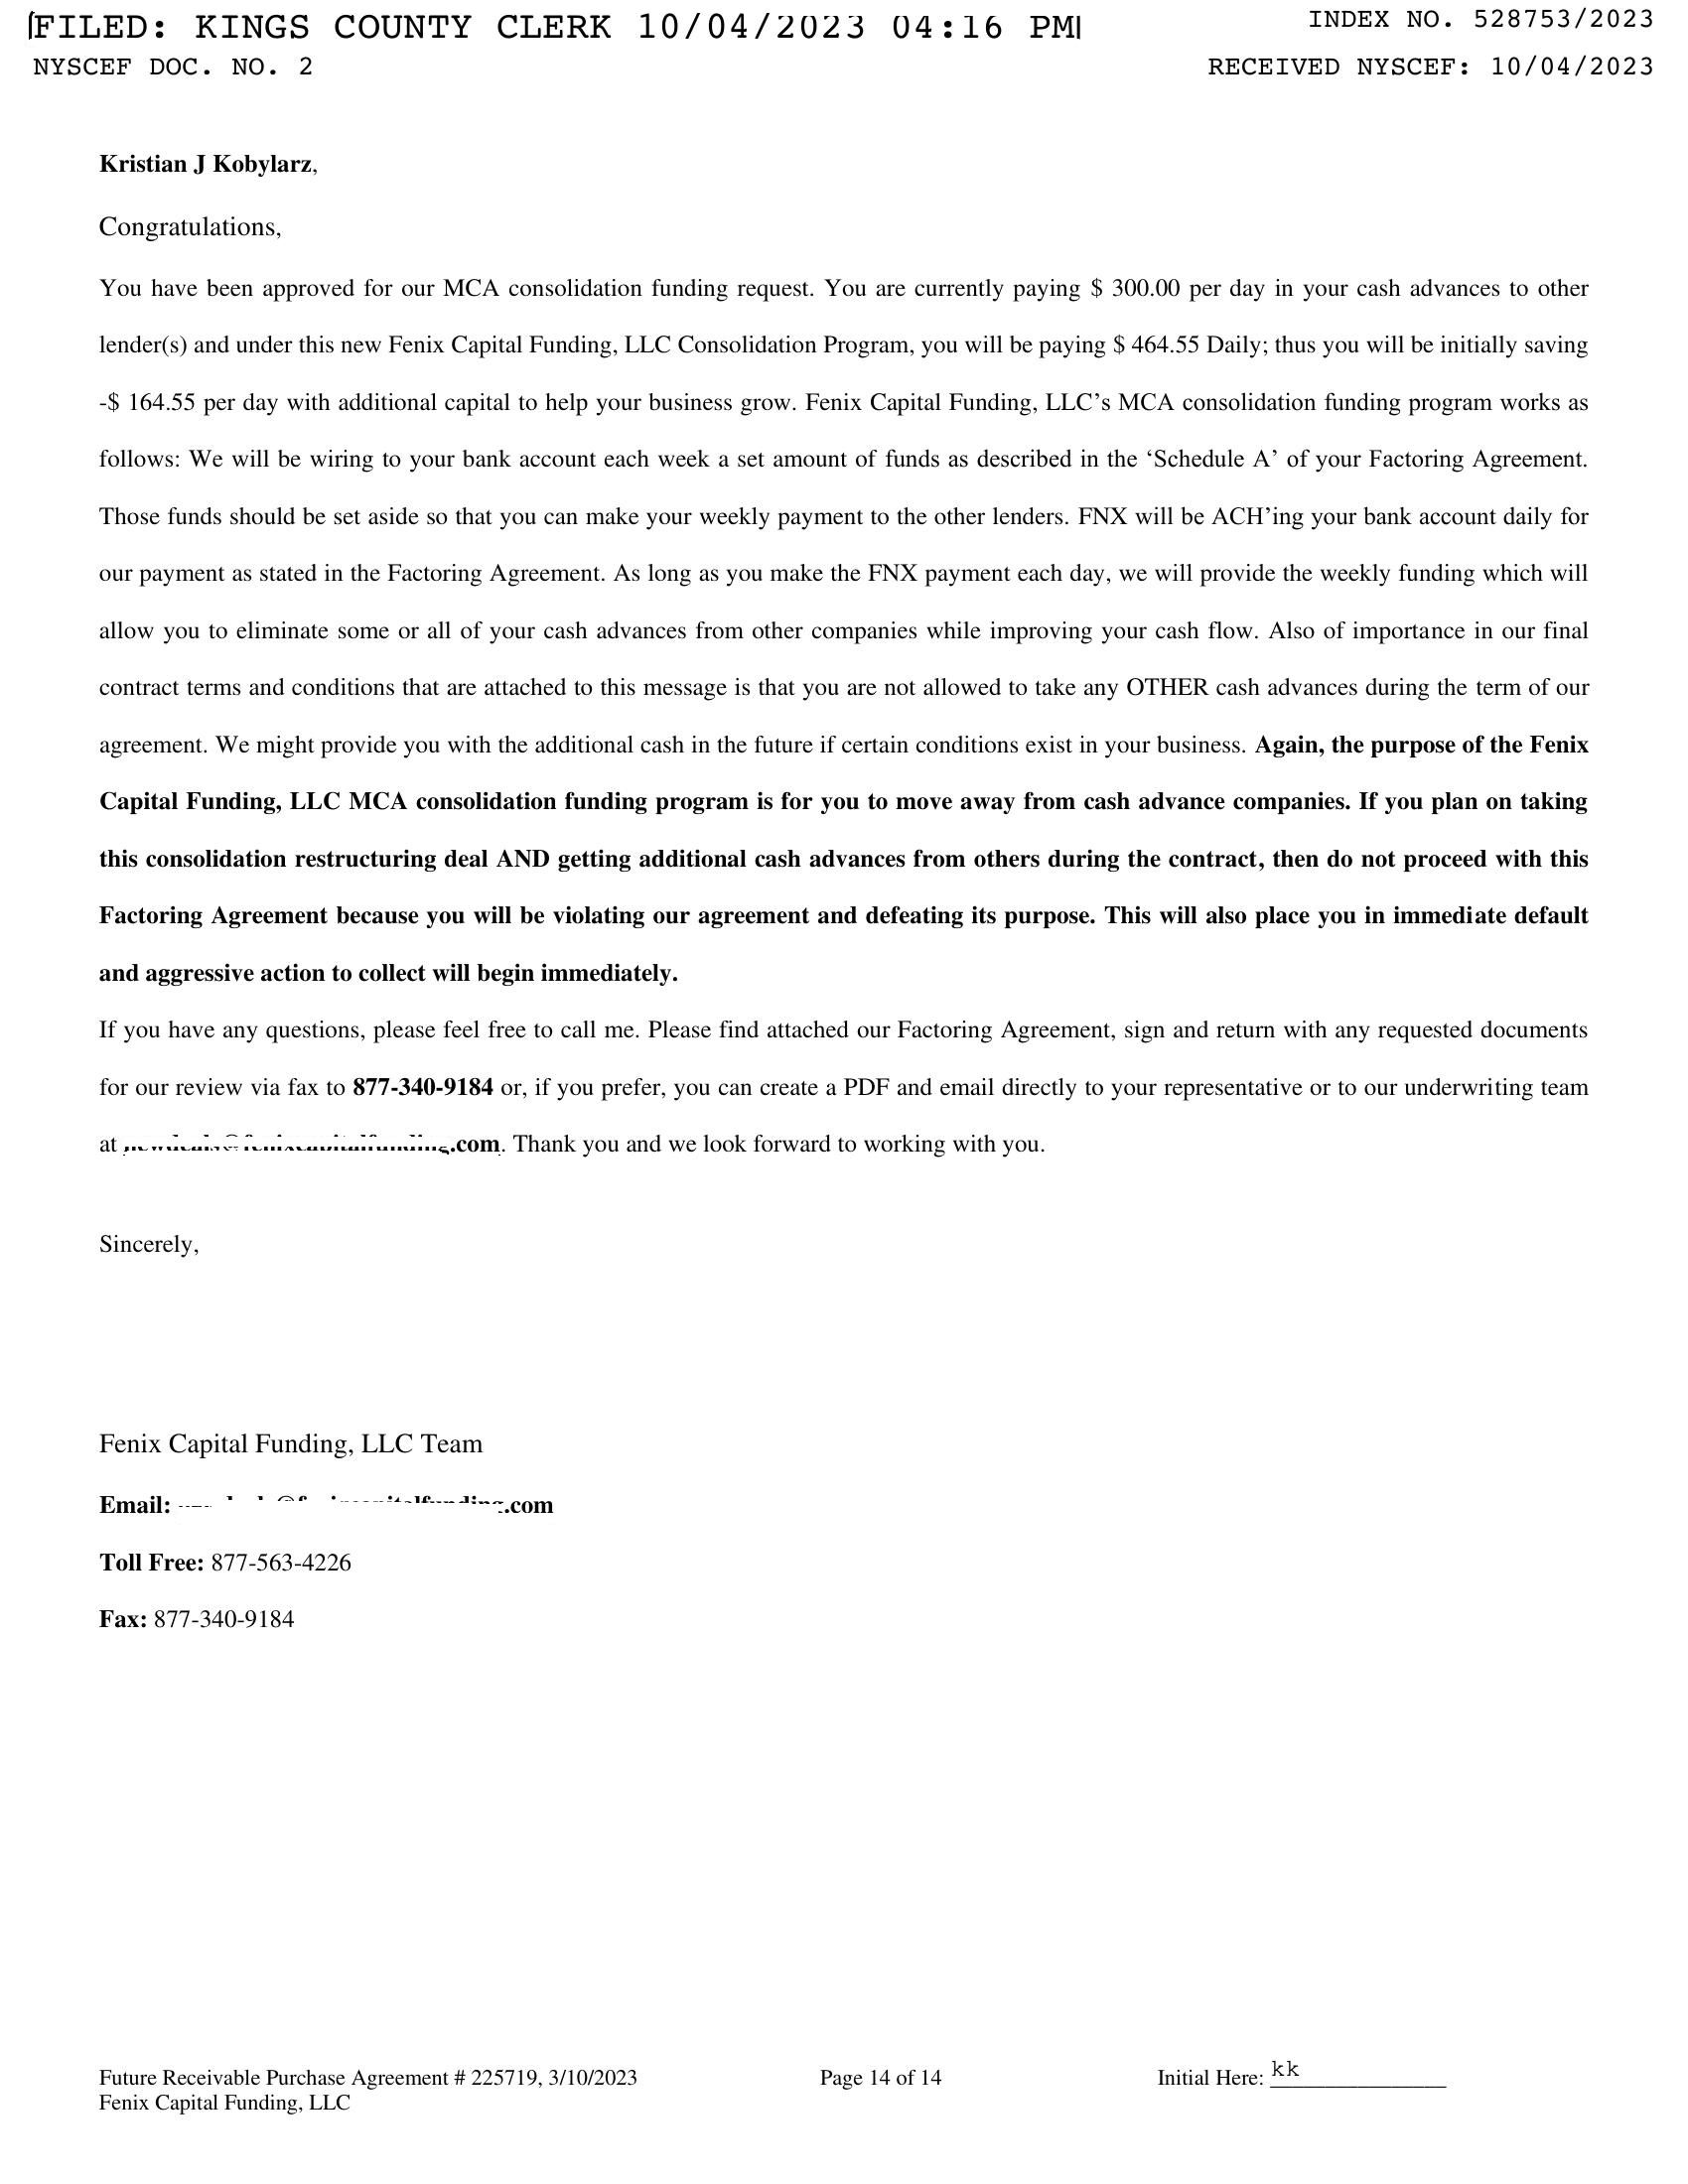 FILED: KINGS COUNTY CLERK 10/04/2023 04:16 PM
INDEX NO. 528753/2023
NYSCEF DOC. NO. 2
RECEIVED NYSCEF: 10/04/2023
Kristian J Kobylarz,
Congratulations,
You have been approved for our MCA consolidation funding request. You are currently paying $ 300.00 per day in your cash advances to other
lender(s) and under this new Fenix Capital Funding, LLC Consolidation Program, you will be paying $ 464.55 Daily; thus you will be initially saving
-$ 164.55 per day with additional capital to help your business grow. Fenix Capital Funding, LLC’s MCA consolidation funding program works as
follows: We will be wiring to your bank account each week a set amount of funds as described in the ‘Schedule A’ of your Factoring Agreement.
Those funds should be set aside so that you can make your weekly payment to the other lenders. FNX will be ACH’ing your bank account daily for
our payment as stated in the Factoring Agreement. As long as you make the FNX payment each day, we will provide the weekly funding which will
allow you to eliminate some or all of your cash advances from other companies while improving your cash flow. Also of importance in our final
contract terms and conditions that are attached to this message is that you are not allowed to take any OTHER cash advances during the term of our
agreement. We might provide you with the additional cash in the future if certain conditions exist in your business. Again, the purpose of the Fenix
Capital Funding, LLC MCA consolidation funding program is for you to move away from cash advance companies. If you plan on taking
this consolidation restructuring deal AND getting additional cash advances from others during the contract, then do not proceed with this
Factoring Agreement because you will be violating our agreement and defeating its purpose. This will also place you in immediate default
and aggressive action to collect will begin immediately.
If you have any questions, please feel free to call me. Please find attached our Factoring Agreement, sign and return with any requested documents
for our review via fax to 877-340-9184 or, if you prefer, you can create a PDF and email directly to your representative or to our underwriting team
at .com. Thank you and we look forward to working with you.
Sincerely,
Fenix Capital Funding, LLC Team
Email: .com
Toll Free: 877-563-4226
Fax: 877-340-9184
Future Receivable Purchase Agreement # 225719, 3/10/2023
Page 14 of 14
Initial Here: kk
Fenix Capital Funding, LLC